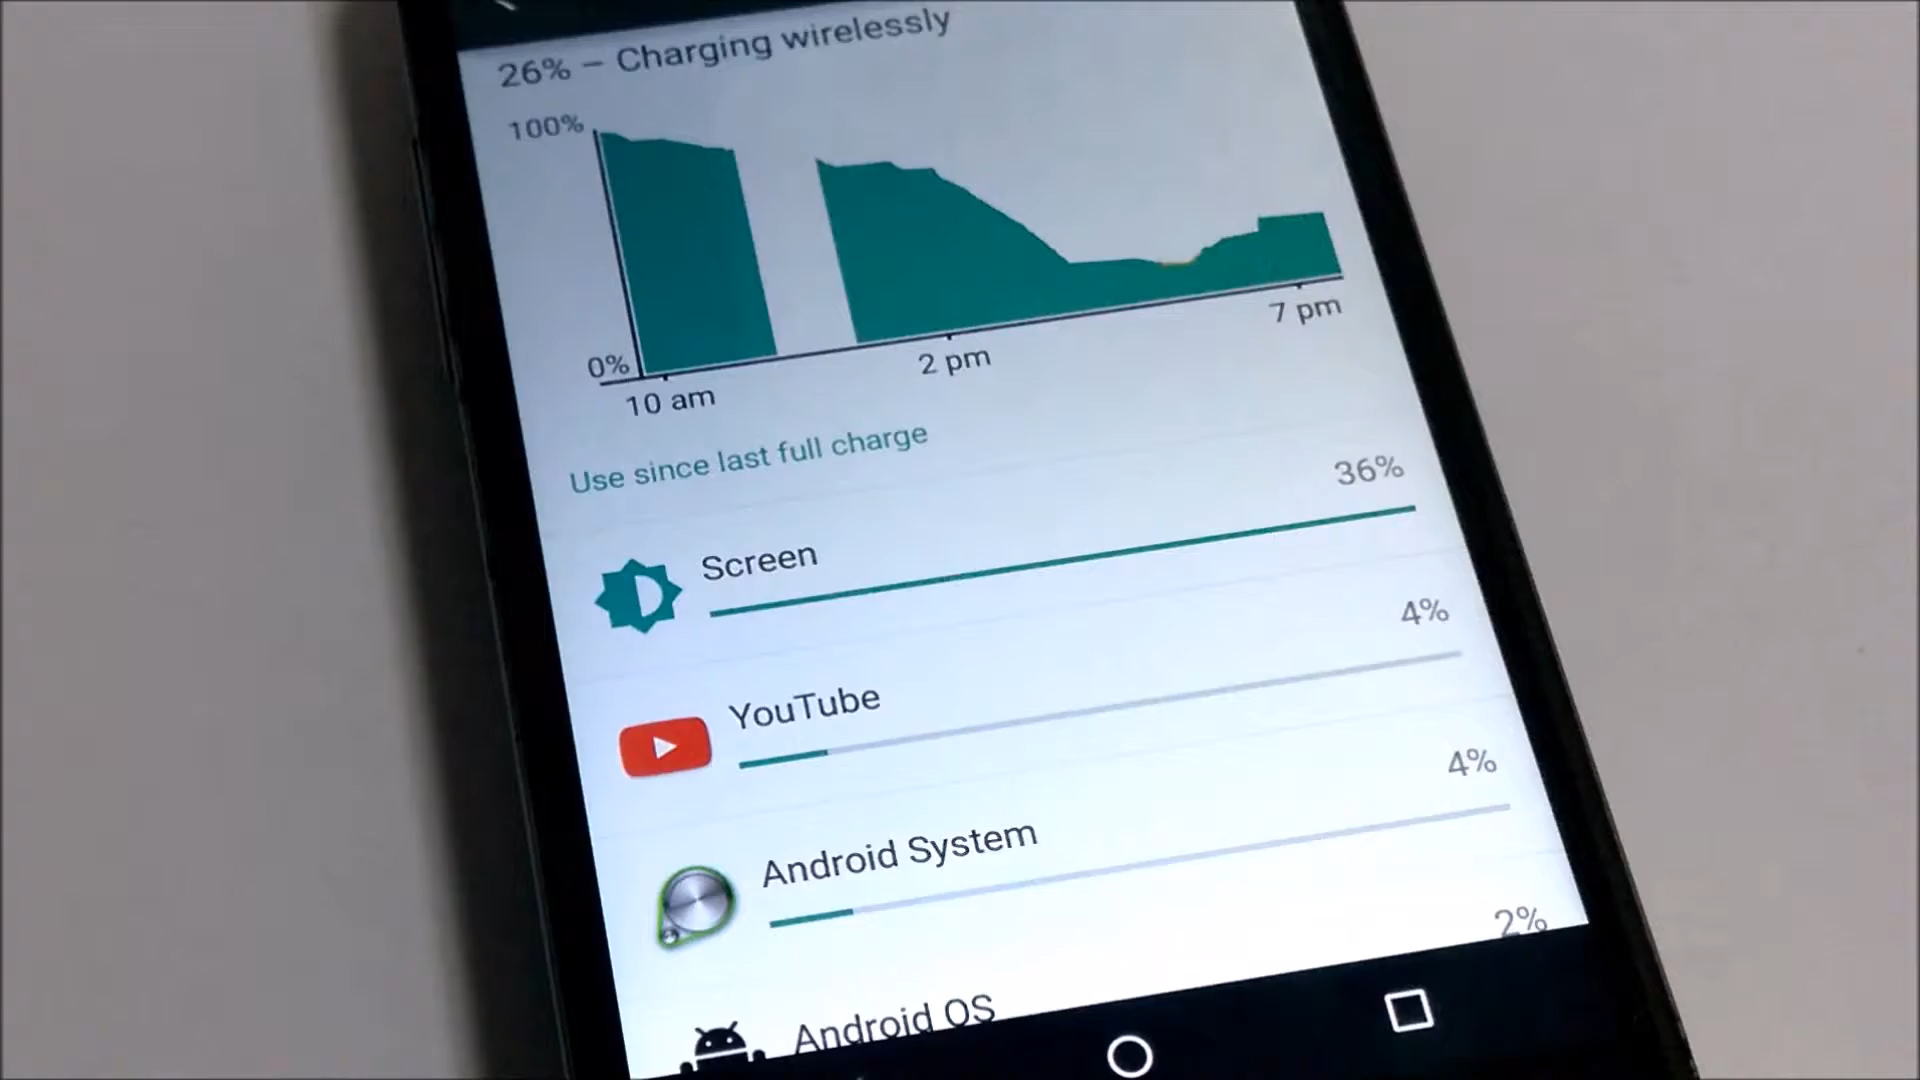 26% – Charging wirelessly
100%
0%
10 am
2 pm
7 pm
Use since last full charge
36%
Screen
4%
YouTube
4%
Android System
2%
Android OS